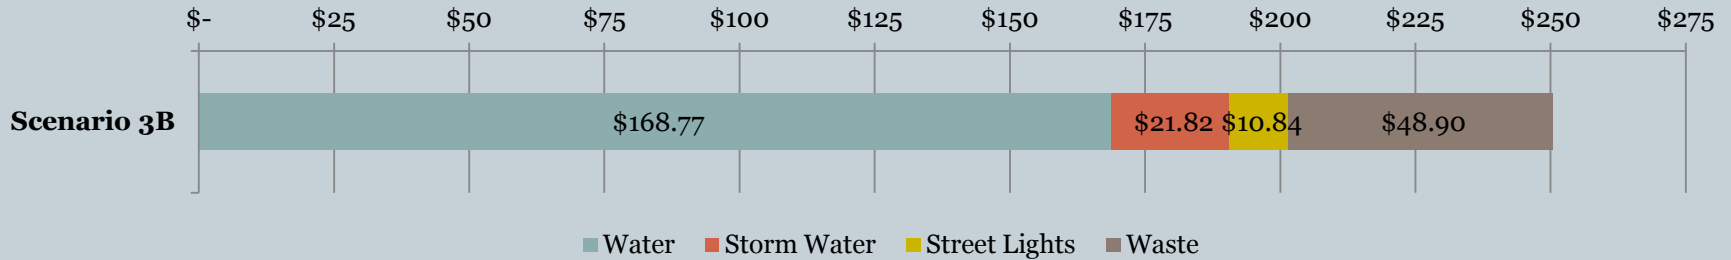 $- $25 $50 $75 $100 $125 $150 $175 $200 $225 $250 $275
Scenario 3B $168.77 $21.82 $10.84 $48.90
Water Storm Water Street Lights Waste